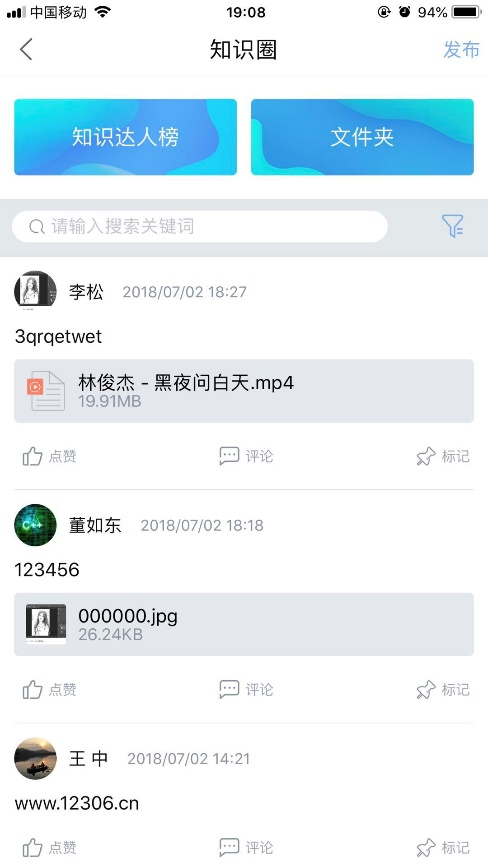 中国移动 19:08 94%
知识圈 发布
知识达人榜 文件夹
请输入搜索关键词
李松 2018/07/02 18:27
3qrqetwet
林俊杰 - 黑夜问白天.mp4
19.91MB
点赞 评论 标记
董如东 2018/07/02 18:18
C++
123456
000000.jpg
26.24KB
点赞 评论 标记
王 中 2018/07/02 14:21
www.12306.cn
点赞 评论 标记